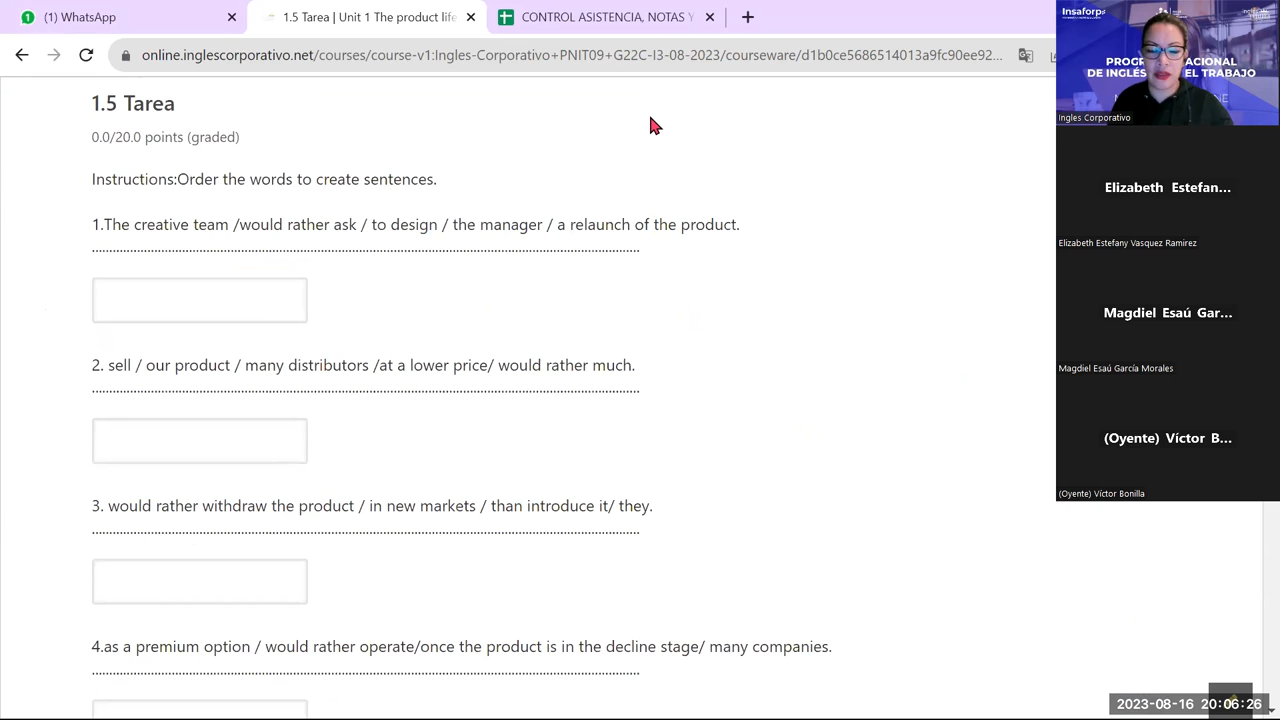 (1) WhatsApp
1.5 Tarea | Unit
the product life
CONTROL ASISTENCIA
NOTAS
online.inglescorporativo.net/courses/course-v1:Ingles-Corporativo+PNIT09+G22C-I3-08-2023/courseware/d1b0ce5686514013a9fc90ee92...
1.5 Tarea
0.0/20.0 points (graded)
Instructions:Order the words to create sentences.
1.The creative team /would rather ask / to design / the manager / a relaunch of the product.
2. sell / our product / many distributors /at a lower price/ would rather much.
3. would rather withdraw the product / in new markets / than introduce it/ they.
4.as a premium option / would rather operate/once the product is in the decline stage/ many companies.
Insaforp
DE INGLÉS
EL TRABAJO
Ingles Corporativo
Elizabeth Estefan...
Elizabeth Estefany Vasquez Ramirez
Magdiel Esaú Gar...
Magdiel Esaú García Morales
(Oyente) Víctor B...
(Oyente) Víctor Bonilla
2023-08-16 20:06:26